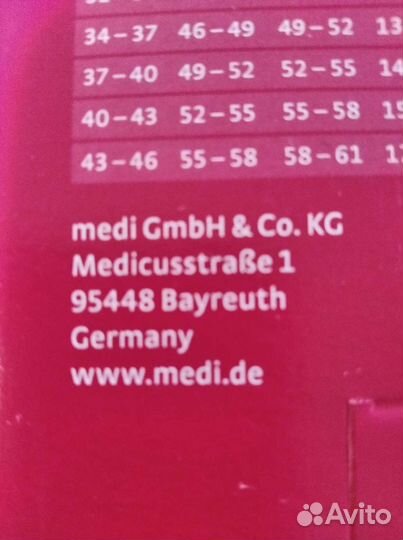 34–37 46–49 49–52
37–40 49–52 52–55
40–43 52–55 55–58
43–46 55–58 58–61
medi GmbH & Co. KG
Medicusstraße 1
95448 Bayreuth
Germany
www.medi.de
Avito